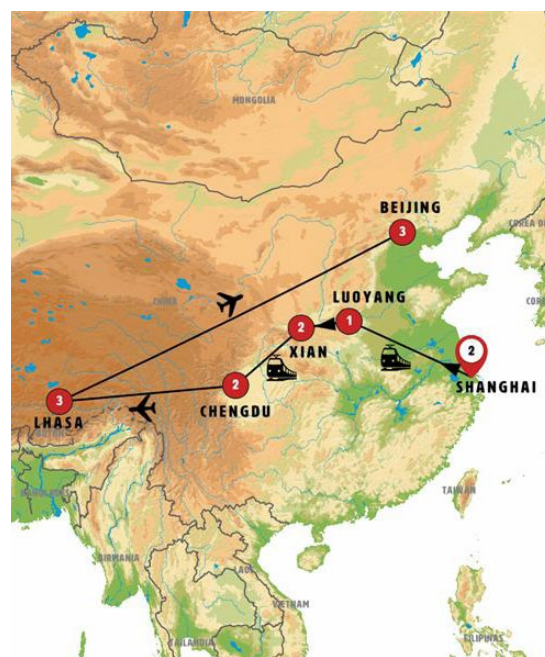 MONGOLIA
BEIJING
3
COREA D
LUOYANG
1
CHINA
2
XIAN
2
SHANGHAI
2
CHENGDU
3
LHASA
TAIWAN
BIRMANIA
LAOS
VIETNAM
TAILANDIA
FILIPINAS